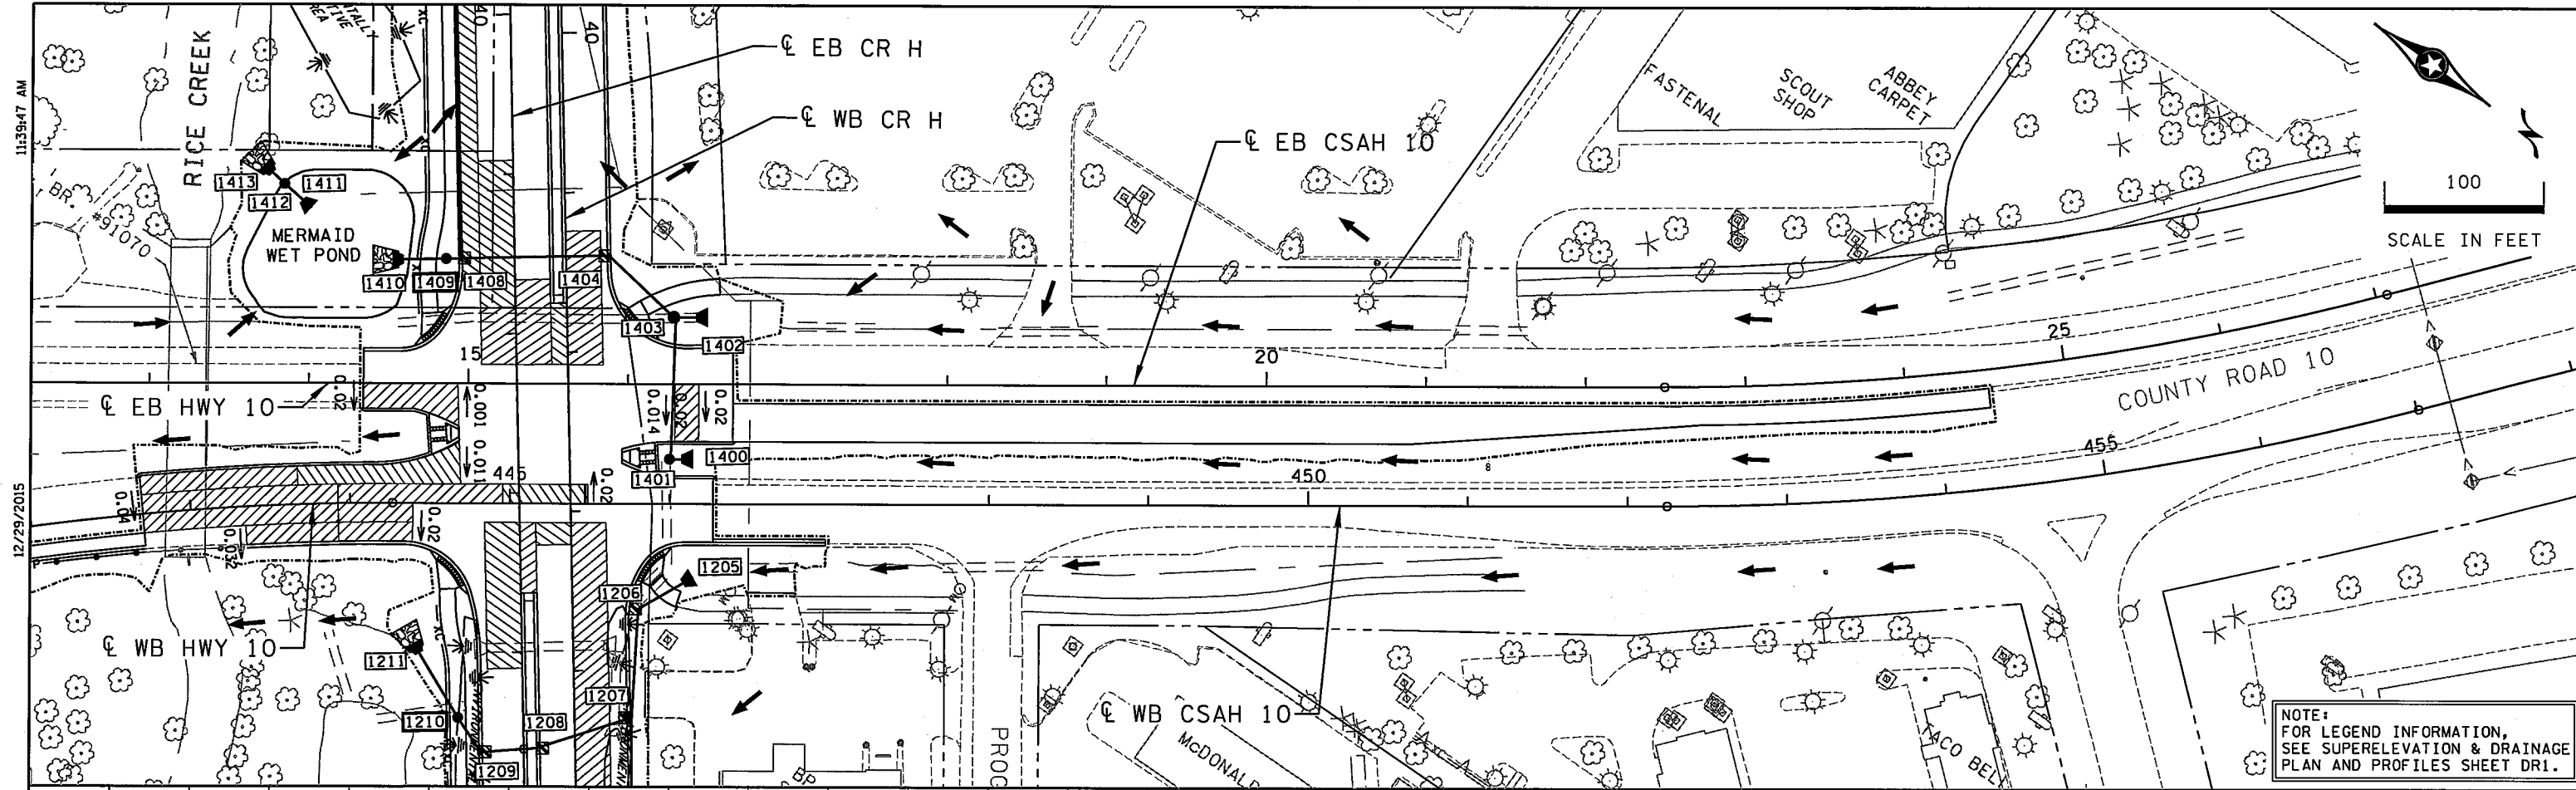 11:39:47 AM
12/29/2015
RICE CREEK
40
40
℄ EB CR H
℄ WB CR H
℄ EB CSAH 10
FASTENAL
SCOUT
SHOP
ABBEY
CARPET
100
SCALE IN FEET
BR.
#91070
1413
1411
1412
MERMAID
WET POND
1410
1409
1408
1404
1403
1402
15
20
25
COUNTY ROAD 10
℄ EB HWY 10
0.02
0.001
0.011
0.014
0.02
0.02
1400
1401
445
450
455
0.04
0.032
0.02
0.02
1205
1206
℄ WB HWY 10
1211
1207
1210
1208
1209
℄ WB CSAH 10
PROC
BP
McDONALD
TACO BELL
NOTE:
FOR LEGEND INFORMATION,
SEE SUPERELEVATION & DRAINAGE
PLAN AND PROFILES SHEET DR1.